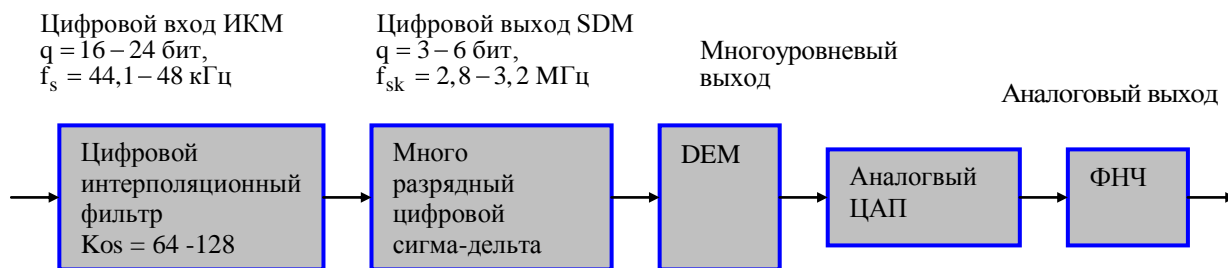 Цифровой вход ИКМ
q = 16 – 24 бит,
fs = 44,1 – 48 кГц
Цифровой выход SDM
q = 3 – 6 бит,
fsk = 2,8 – 3,2 МГц
Многоуровневый
выход
Аналоговый выход
Цифровой
интерполяционный
фильтр
Kos = 64 -128
Много
разрядный
цифровой
сигма-дельта
DEM
Аналогвый
ЦАП
ФНЧ